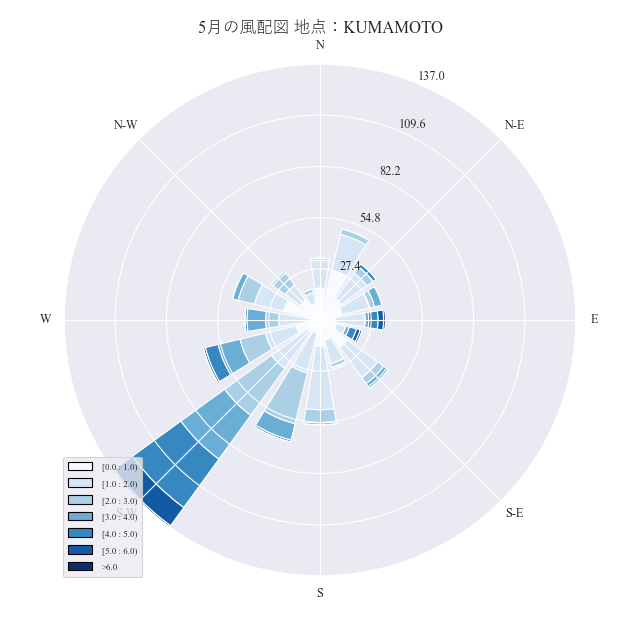 5月の風配図 地点：KUMAMOTO
N
137.0
N-W
N-E
109.6
82.2
54.8
27.4
W
E
[0.0 : 1.0)
[1.0 : 2.0)
[2.0 : 3.0)
[3.0 : 4.0)
[4.0 : 5.0)
[5.0 : 6.0)
>6.0
S-W
S-E
S